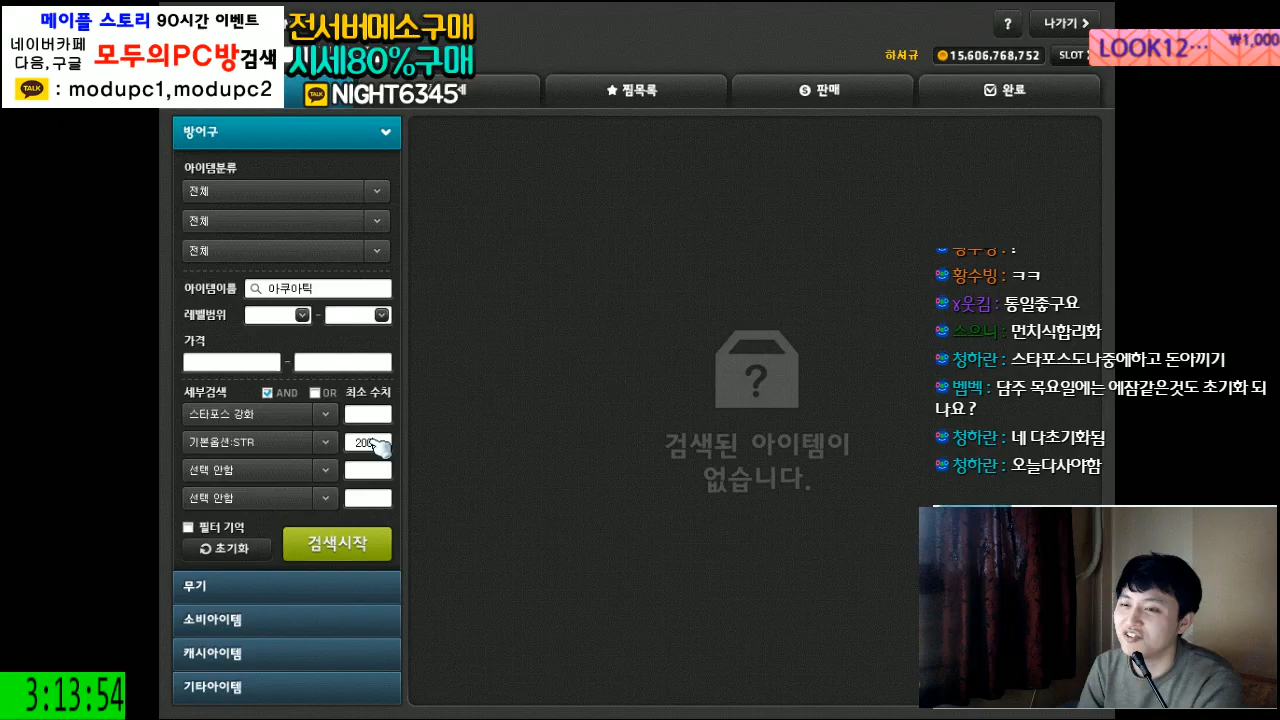 메이플 스토리 90시간 이벤트
네이버카페
다음,구글
모두의PC방검색
TALK : modupc1,modupc2
전서버메소구매
시세80%구매
TALK NIGHT6345
?
나가기
하서규
15,606,768,752
SLOT
LOOK12…
₩1,000
찜목록
판매
완료
방어구
아이템분류
전체
전체
전체
아이템이름
아쿠아틱
레벨범위
-
가격
-
세부검색
AND
OR
최소 수치
스타포스 강화
기본옵션:STR
선택 안함
선택 안함
필터 기억
초기화
검색시작
무기
소비아이템
캐시아이템
기타아이템
?
검색된 아이템이
없습니다.
황수빙 : ㅋㅋ
통일좋구요
스으니 : 먼치식합리화
청하란 : 스타포스도나중에하고 돈아끼기
벱벡 : 담주 목요일에는 에잠같은것도 초기화 되
나요?
청하란 : 네 다초기화됨
청하란 : 오늘다사야함
3:13:54